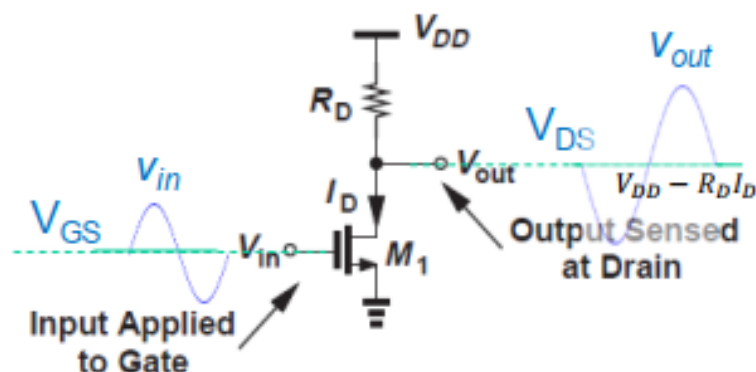 V_DD
v_out
R_D
V_DS
v_in
V_out
V_DD − R_D I_D
I_D
V_GS
Output Sensed
at Drain
V_in
M_1
Input Applied
to Gate